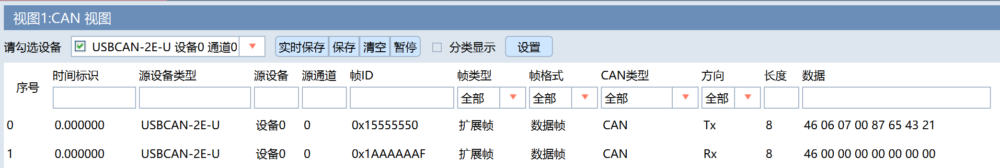 视图1:CAN 视图
请勾选设备 USBCAN-2E-U 设备0 通道0 实时保存 保存 清空 暂停 分类显示 设置
序号 时间标识 源设备类型 源设备 源通道 帧ID 帧类型 帧格式 CAN类型 方向 长度 数据
全部 全部 全部 全部
0 0.000000 USBCAN-2E-U 设备0 0 0x15555550 扩展帧 数据帧 CAN Tx 8 46 06 07 00 87 65 43 21
1 0.000000 USBCAN-2E-U 设备0 0 0x1AAAAAAF 扩展帧 数据帧 CAN Rx 8 46 00 00 00 00 00 00 00